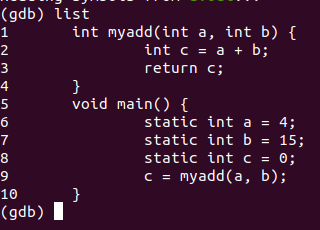 (gdb) list
1 int myadd(int a, int b) {
2 int c = a + b;
3 return c;
4 }
5 void main() {
6 static int a = 4;
7 static int b = 15;
8 static int c = 0;
9 c = myadd(a, b);
10 }
(gdb)